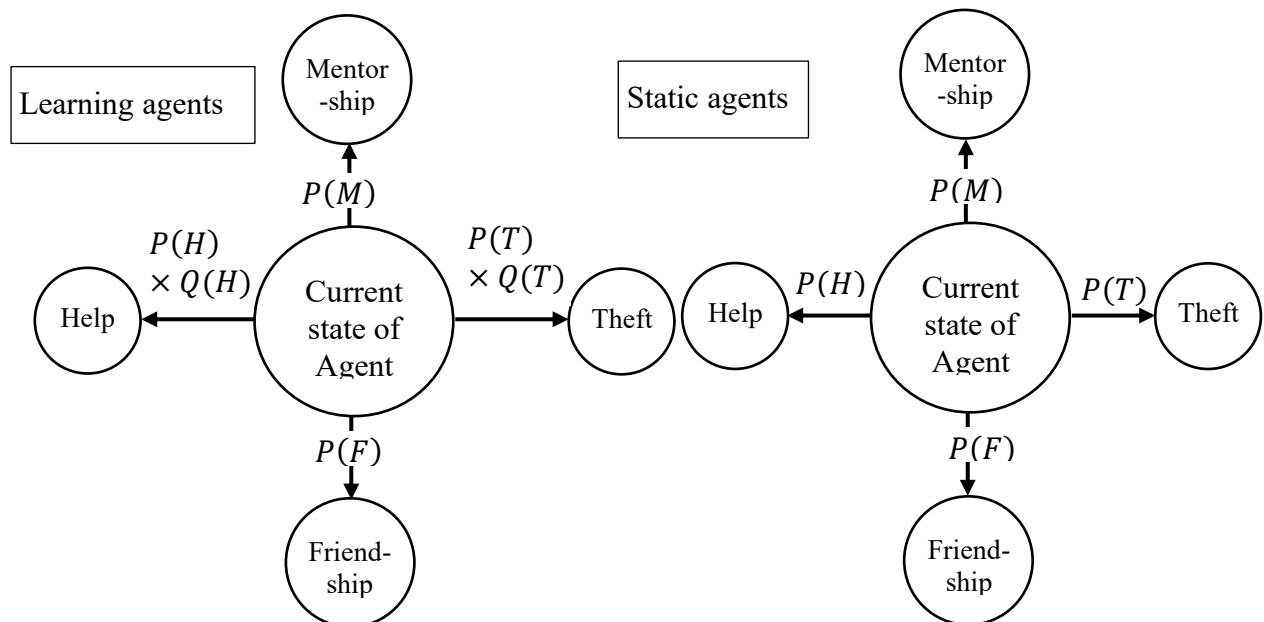 Learning agents
Mentor
-ship
P(M)
P(H)
× Q(H)
P(T)
× Q(T)
Help
Current
state of
Agent
Theft
P(F)
Friend-
ship
Static agents
Mentor
-ship
P(M)
P(H)
P(T)
Help
Current
state of
Agent
Theft
P(F)
Friend-
ship